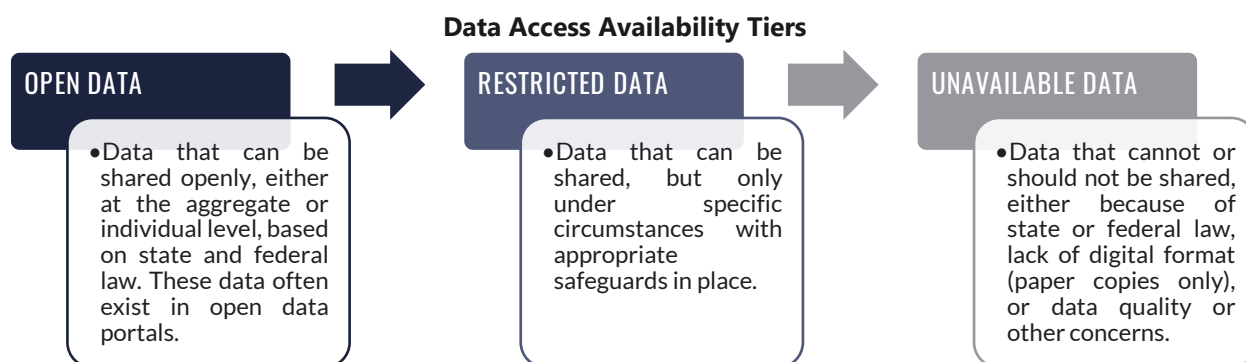 Data Access Availability Tiers
OPEN DATA
•Data that can be
shared openly, either
at the aggregate or
individual level, based
on state and federal
law. These data often
exist in open data
portals.
RESTRICTED DATA
•Data that can be
shared, but only
under specific
circumstances with
appropriate
safeguards in place.
UNAVAILABLE DATA
•Data that cannot or
should not be shared,
either because of
state or federal law,
lack of digital format
(paper copies only),
or data quality or
other concerns.